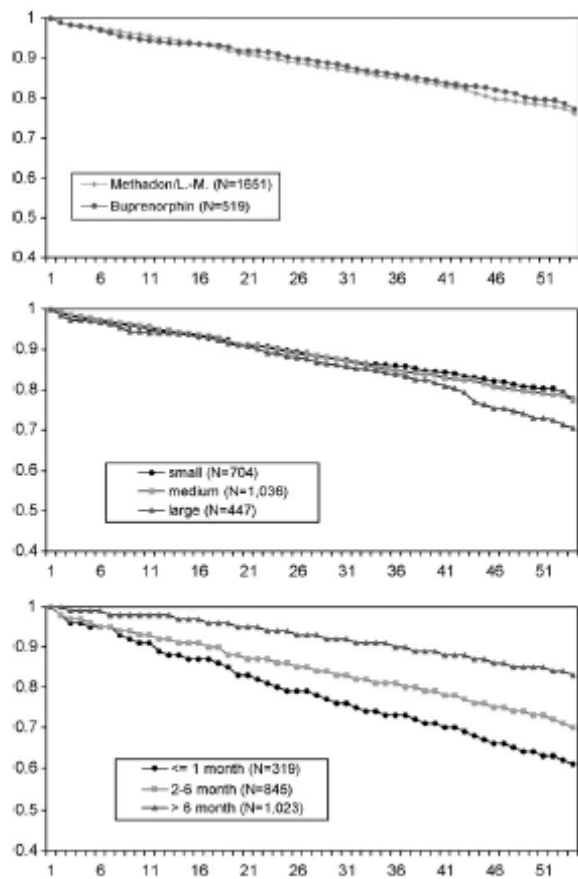 1
0.9
0.8
0.7
0.6
0.5
0.4
Methadon/L.-M. (N=1651)
Buprenorphin (N=519)
1 6 11 16 21 26 31 36 41 46 51
1
0.9
0.8
0.7
0.6
0.5
0.4
small (N=704)
medium (N=1,036)
large (N=447)
1 6 11 16 21 26 31 36 41 46 51
1
0.9
0.8
0.7
0.6
0.5
0.4
<= 1 month (N=319)
2-6 month (N=845)
> 6 month (N=1,023)
1 6 11 16 21 26 31 36 41 46 51